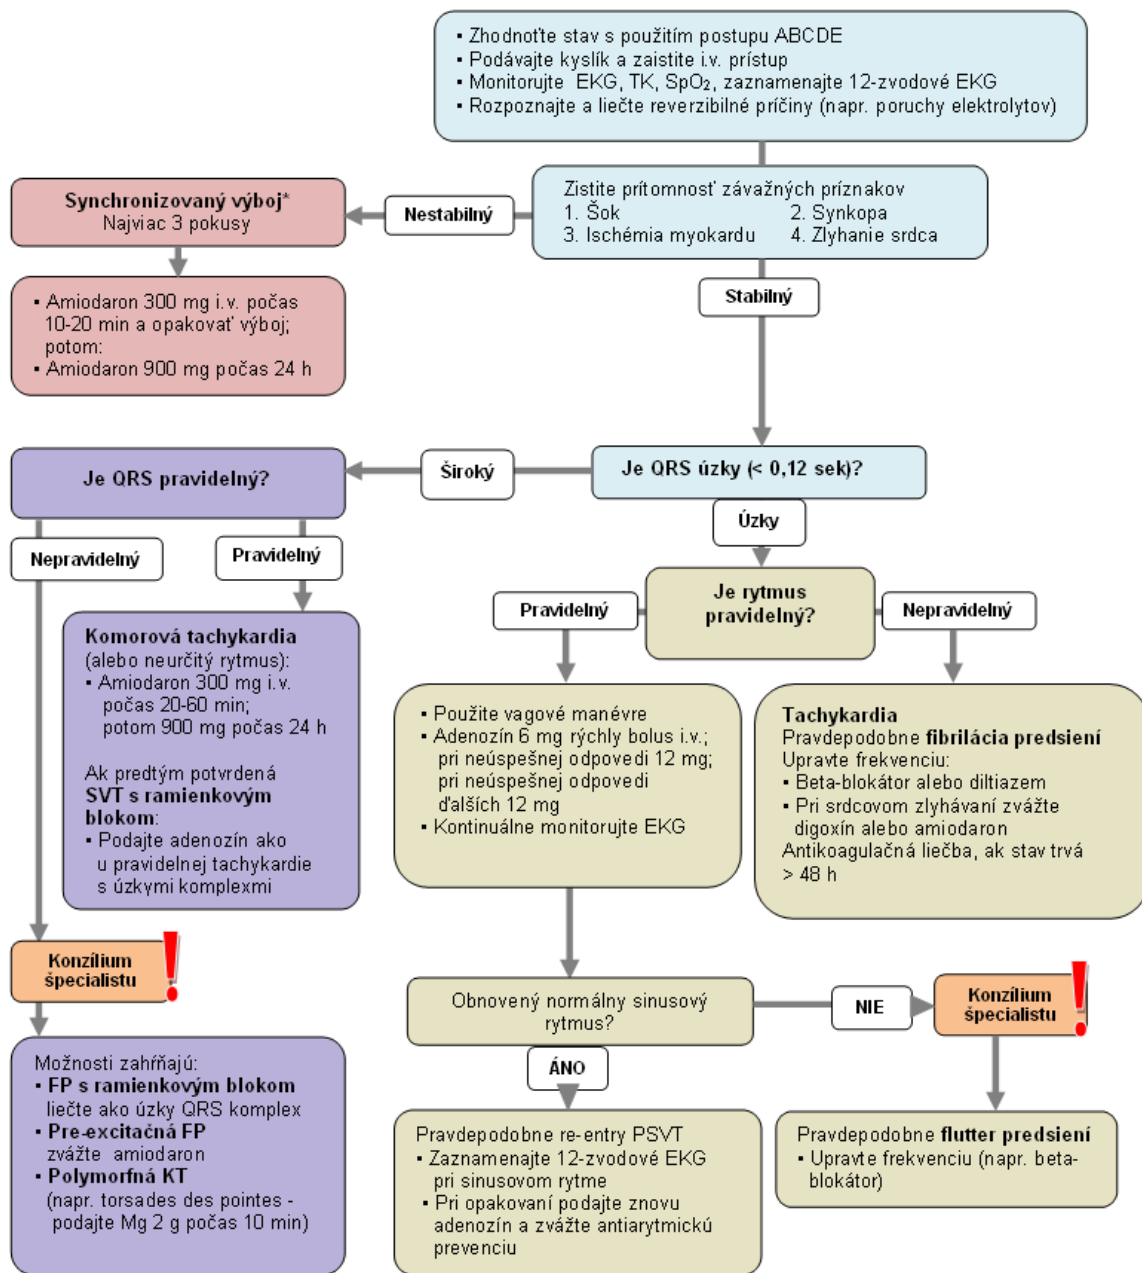 ▪ Zhodnoťte stav s použitím postupu ABCDE
▪ Podávajte kyslík a zaistite i.v. prístup
▪ Monitorujte EKG, TK, SpO₂, zaznamenajte 12-zvodové EKG
▪ Rozpoznajte a liečte reverzibilné príčiny (napr. poruchy elektrolytov)
Zistite prítomnosť závažných príznakov
1. Šok 2. Synkopa
3. Ischémia myokardu 4. Zlyhanie srdca
Nestabilný
Synchronizovaný výboj*
Najviac 3 pokusy
▪ Amiodaron 300 mg i.v. počas
10-20 min a opakovať výboj;
potom:
▪ Amiodaron 900 mg počas 24 h
Stabilný
Je QRS úzky (< 0,12 sek)?
Široký
Je QRS pravidelný?
Nepravidelný
Pravidelný
Komorová tachykardia
(alebo neurčitý rytmus):
▪ Amiodaron 300 mg i.v.
počas 20-60 min;
potom 900 mg počas 24 h
Ak predtým potvrdená
SVT s ramienkovým
blokom:
▪ Podajte adenozín ako
u pravidelnej tachykardie
s úzkymi komplexmi
Konzílium
špecialistu
!
Možnosti zahŕňajú:
▪ FP s ramienkovým blokom
liečte ako úzky QRS komplex
▪ Pre-excitačná FP
zvážte amiodaron
▪ Polymorfná KT
(napr. torsades des pointes -
podajte Mg 2 g počas 10 min)
Úzky
Je rytmus
pravidelný?
Pravidelný
Nepravidelný
▪ Použite vagové manévre
▪ Adenozín 6 mg rýchly bolus i.v.;
pri neúspešnej odpovedi 12 mg;
pri neúspešnej odpovedi
ďalších 12 mg
▪ Kontinuálne monitorujte EKG
Tachykardia
Pravdepodobne fibrilácia predsiení
Upravte frekvenciu:
▪ Beta-blokátor alebo diltiazem
▪ Pri srdcovom zlyhávaní zvážte
digoxín alebo amiodaron
Antikoagulačná liečba, ak stav trvá
> 48 h
Obnovený normálny sinusový
rytmus?
NIE
Konzílium
špecialistu
!
ÁNO
Pravdepodobne re-entry PSVT
▪ Zaznamenajte 12-zvodové EKG
pri sinusovom rytme
▪ Pri opakovaní podajte znovu
adenozín a zvážte antiarytmickú
prevenciu
Pravdepodobne flutter predsiení
▪ Upravte frekvenciu (napr. beta-
blokátor)